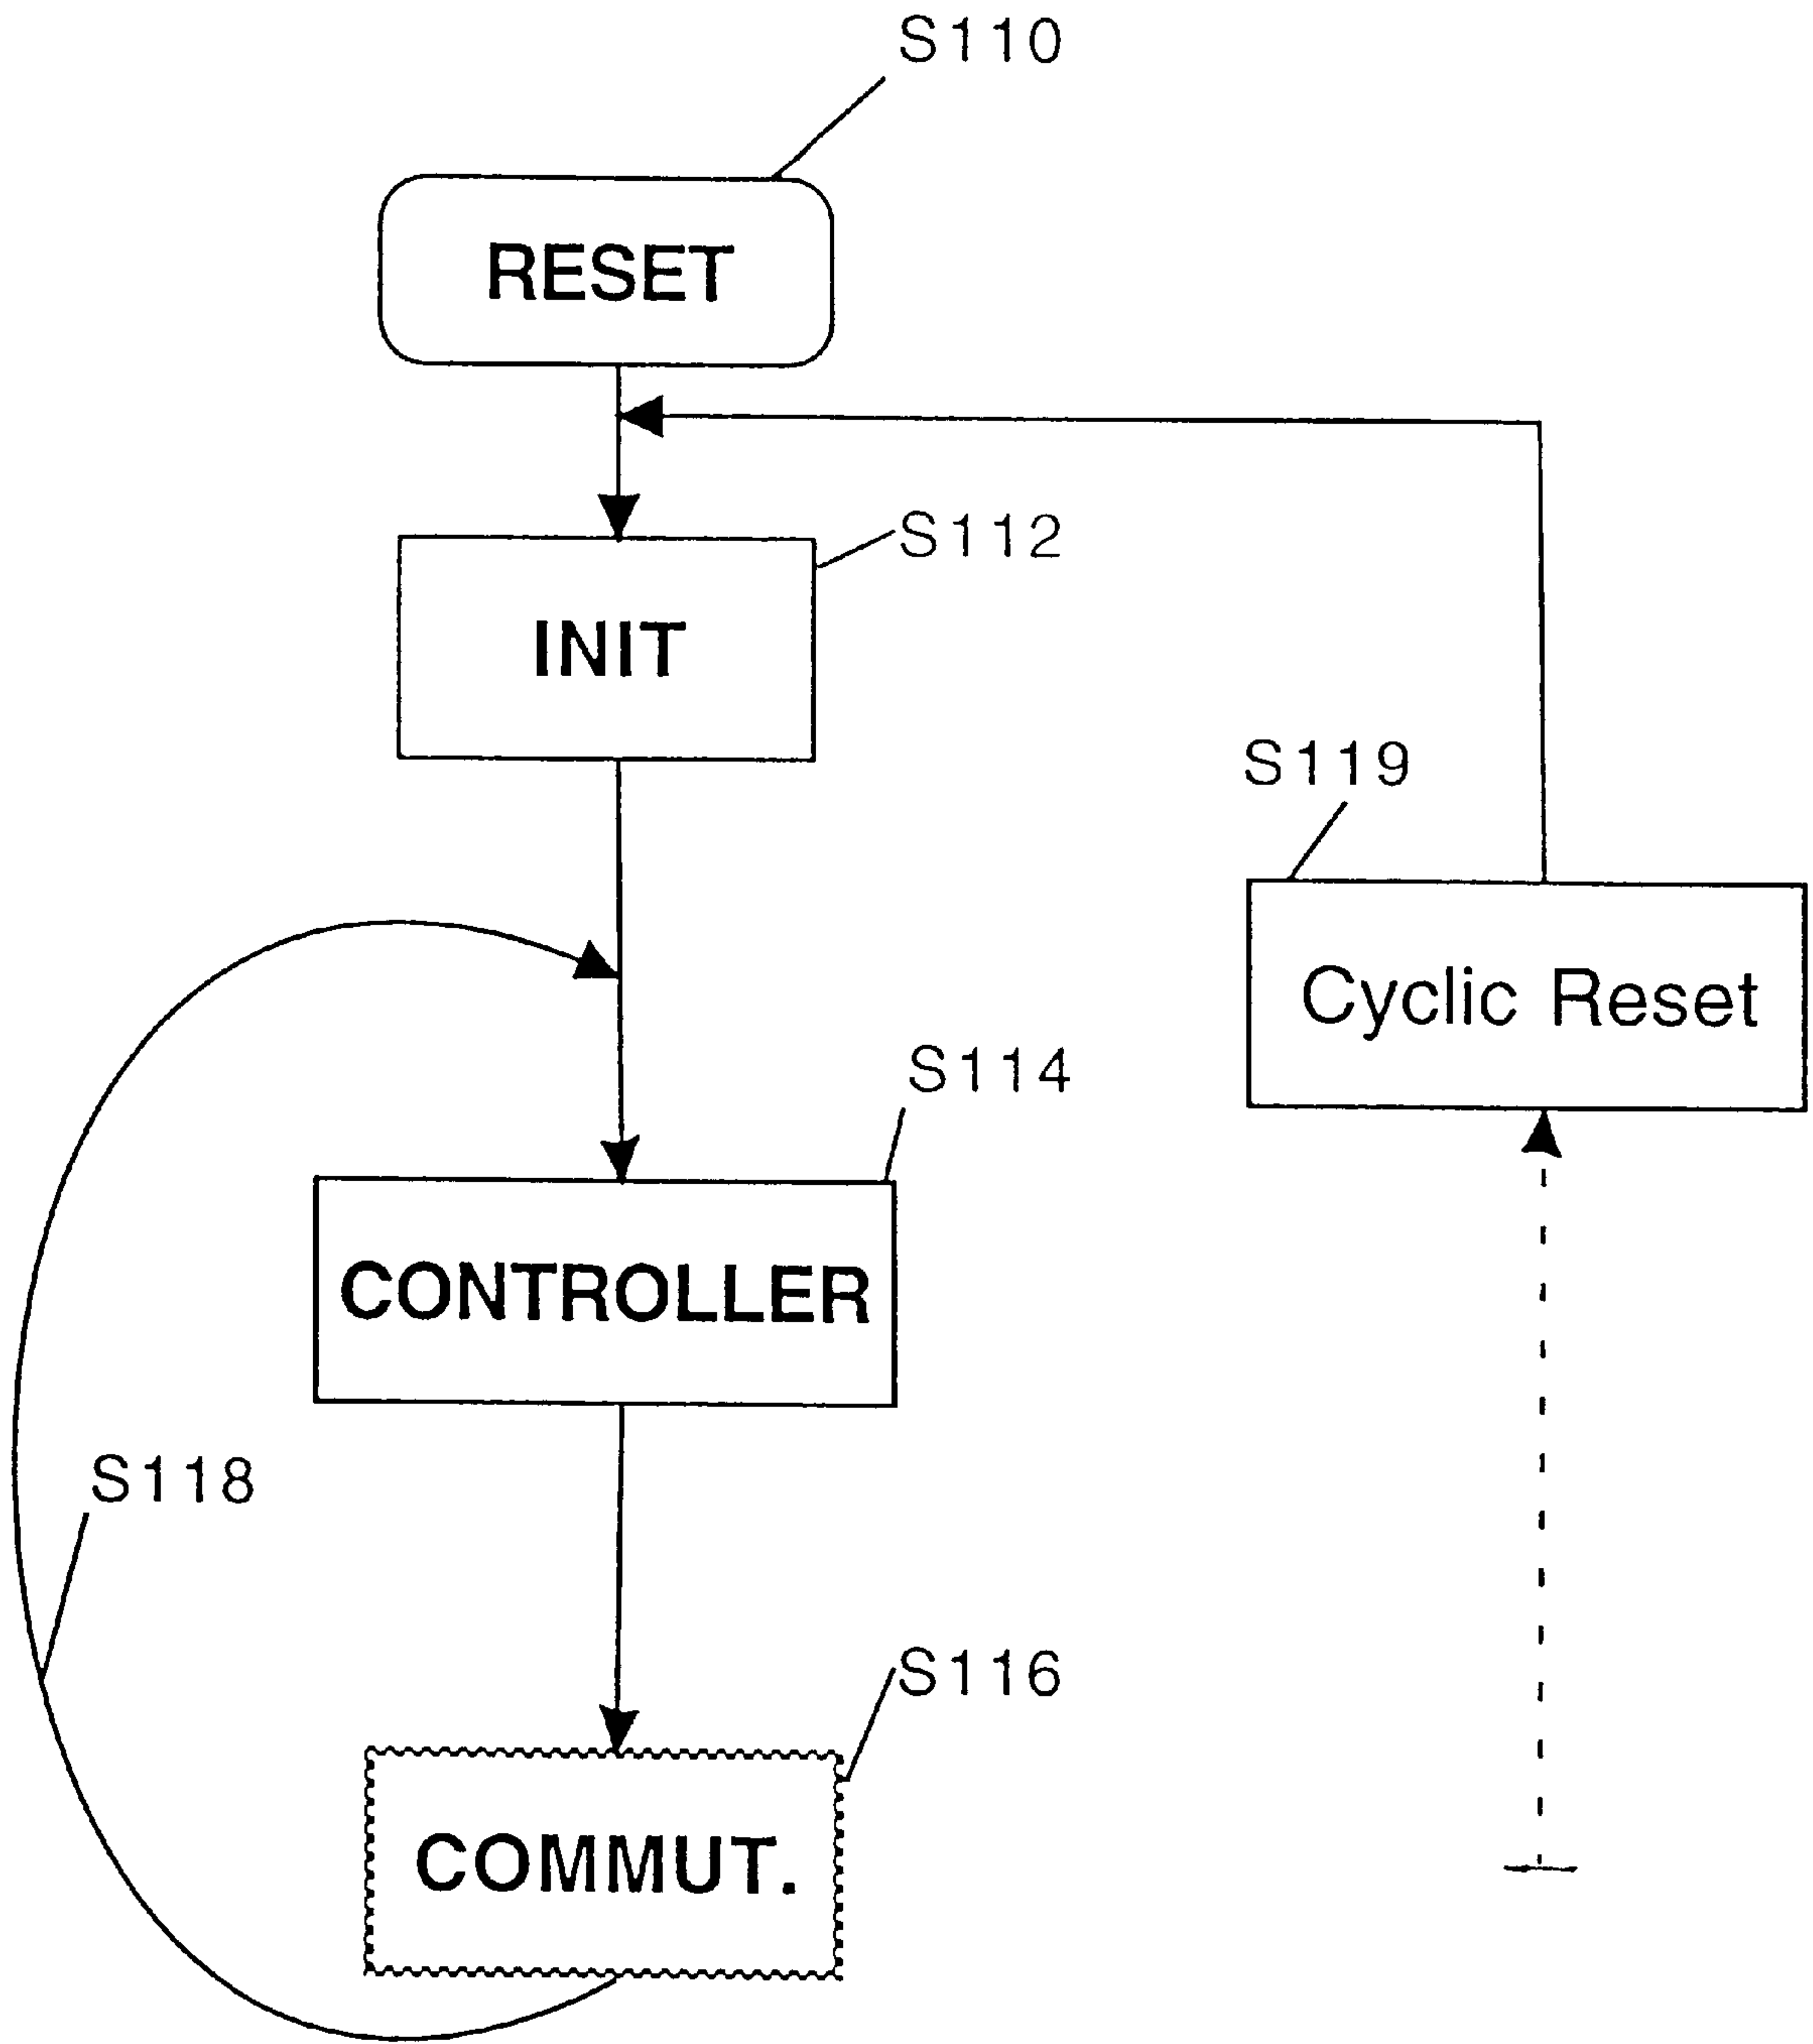 S110
RESET
S112
INIT
S119
Cyclic Reset
S114
CONTROLLER
S118
S116
COMMUT.